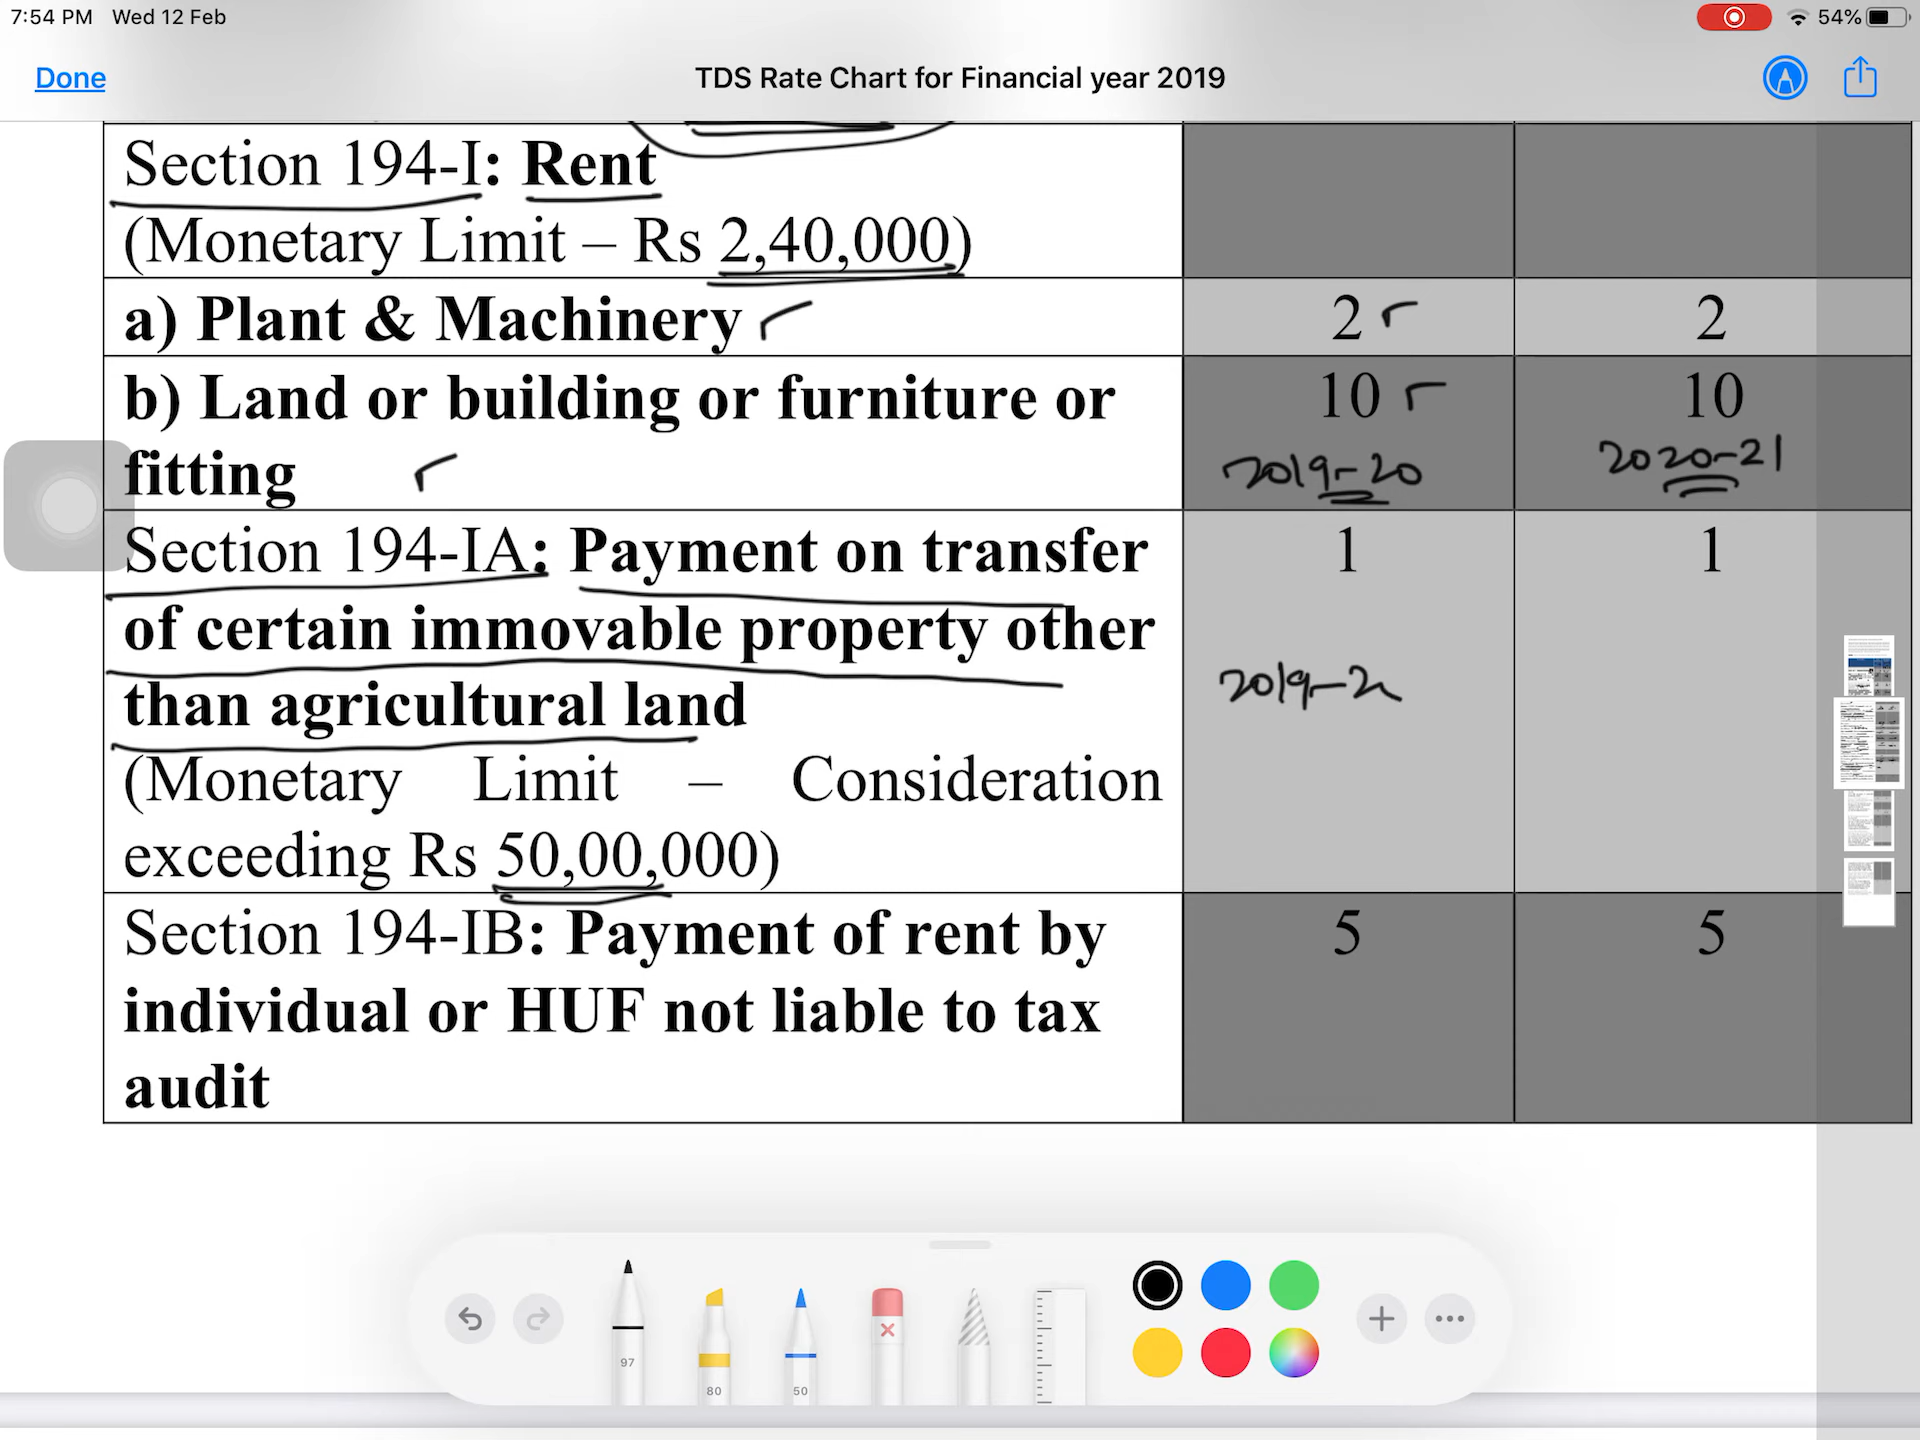 7:54 PM Wed 12 Feb
54%
Done
TDS Rate Chart for Financial year 2019
Section 194-I: Rent
(Monetary Limit – Rs 2,40,000)
a) Plant & Machinery 2 2
b) Land or building or furniture or 10 10
fitting 2019-20 2020-21
Section 194-IA: Payment on transfer 1 1
of certain immovable property other
than agricultural land 2019-2
(Monetary Limit – Consideration
exceeding Rs 50,00,000)
Section 194-IB: Payment of rent by 5 5
individual or HUF not liable to tax
audit
97
80
50